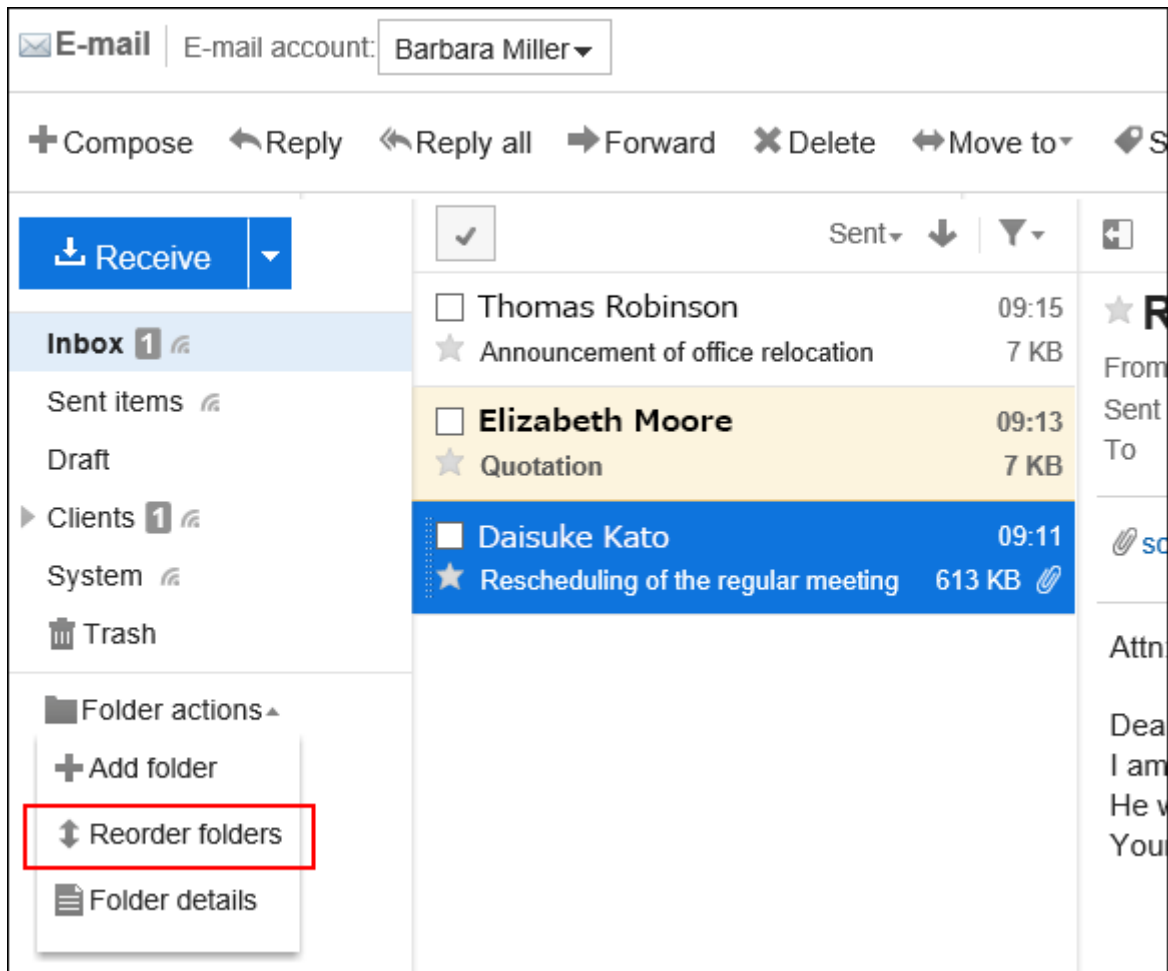 E-mail E-mail account: Barbara Miller
Compose Reply Reply all Forward Delete Move to S
Receive
Sent
Inbox 1
Sent items
Draft
Clients 1
System
Trash
Folder actions
Add folder
Reorder folders
Folder details
Thomas Robinson 09:15
Announcement of office relocation 7 KB
Elizabeth Moore 09:13
Quotation 7 KB
Daisuke Kato 09:11
Rescheduling of the regular meeting 613 KB
R
From
Sent
To
so
Attn:
Dea
I am
He w
Your